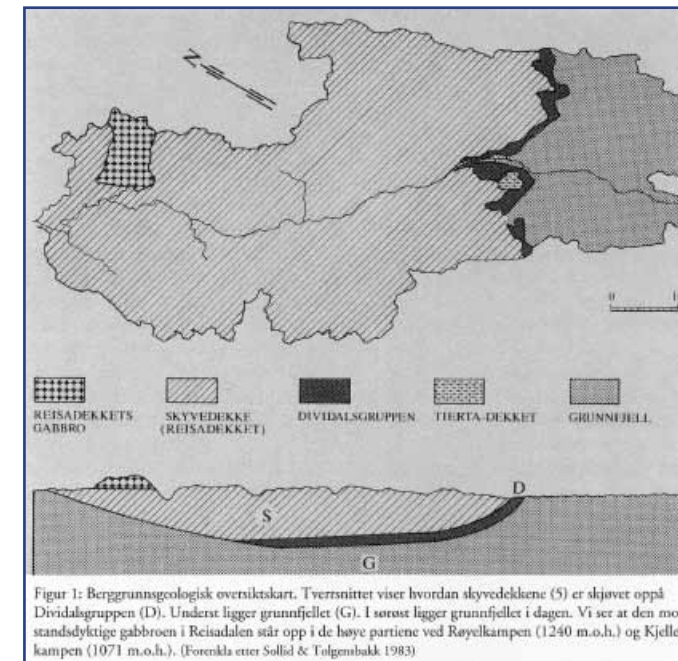 N
0
REISADEKKETS
GABBRO
SKYVEDEKKE
(REISADEKKET)
DIVIDALSGRUPPEN
TIERTA-DEKKET
GRUNNFJELL
D
S
G
Figur 1: Berggrunnsgeologisk oversiktskart. Tverrsnittet viser hvordan skyvedekkene (S) er skjøvet oppå
Dividalsgruppen (D). Underst ligger grunnfjellet (G). I sørøst ligger grunnfjellet i dagen. Vi ser at den mo
standsdyktige gabbroen i Reisadalen står opp i de høye partiene ved Røyelkampen (1240 m.o.h.) og Kjelle
kampen (1071 m.o.h.). (Forenkla etter Sollid & Tolgensbakk 1983)